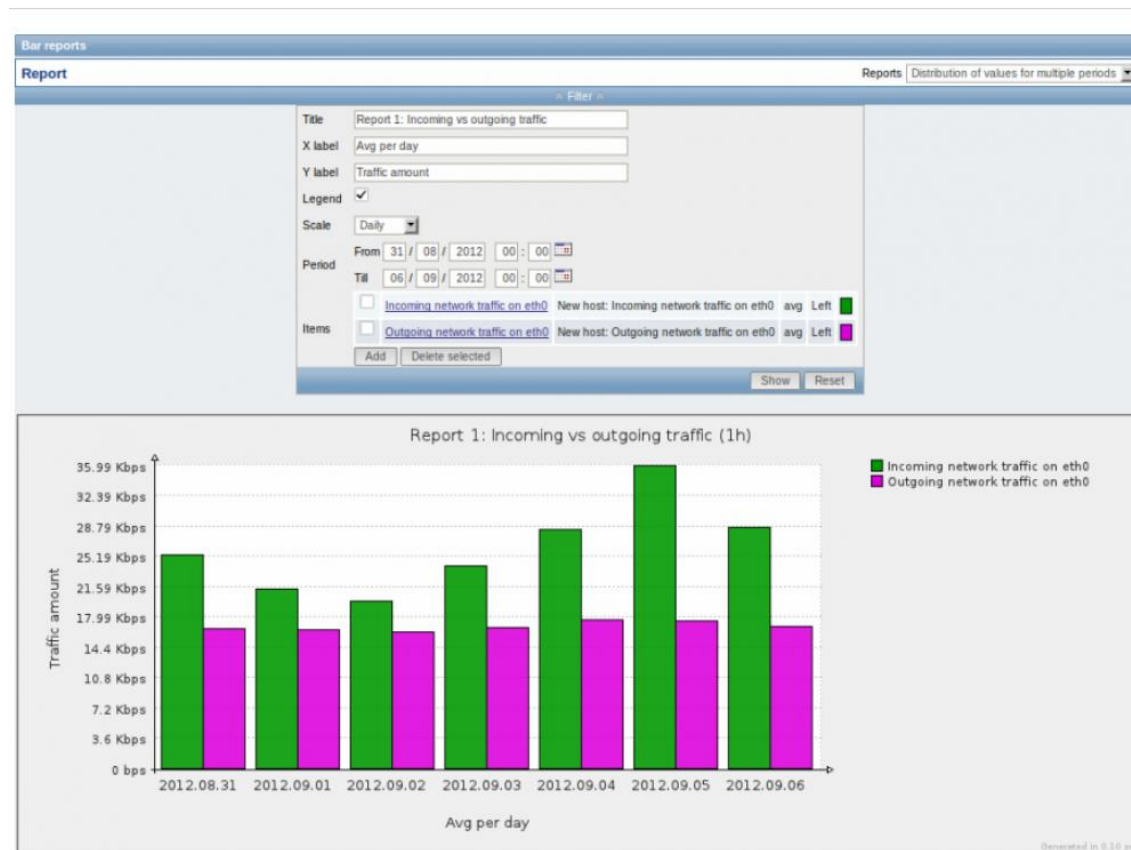 Bar reports
Report
Reports Distribution of values for multiple periods
Filter
Title Report 1: Incoming vs outgoing traffic
X label Avg per day
Y label Traffic amount
Legend
Scale Daily
Period
From 31 / 08 / 2012 00 : 00
Till 06 / 09 / 2012 00 : 00
Items
Incoming network traffic on eth0 New host: Incoming network traffic on eth0 avg Left
Outgoing network traffic on eth0 New host: Outgoing network traffic on eth0 avg Left
Add Delete selected
Show Reset
Report 1: Incoming vs outgoing traffic (1h)
Incoming network traffic on eth0
Outgoing network traffic on eth0
Traffic amount
35.99 Kbps
32.39 Kbps
28.79 Kbps
25.19 Kbps
21.59 Kbps
17.99 Kbps
14.4 Kbps
10.8 Kbps
7.2 Kbps
3.6 Kbps
0 bps
2012.08.31 2012.09.01 2012.09.02 2012.09.03 2012.09.04 2012.09.05 2012.09.06
Avg per day
Generated in 0.10